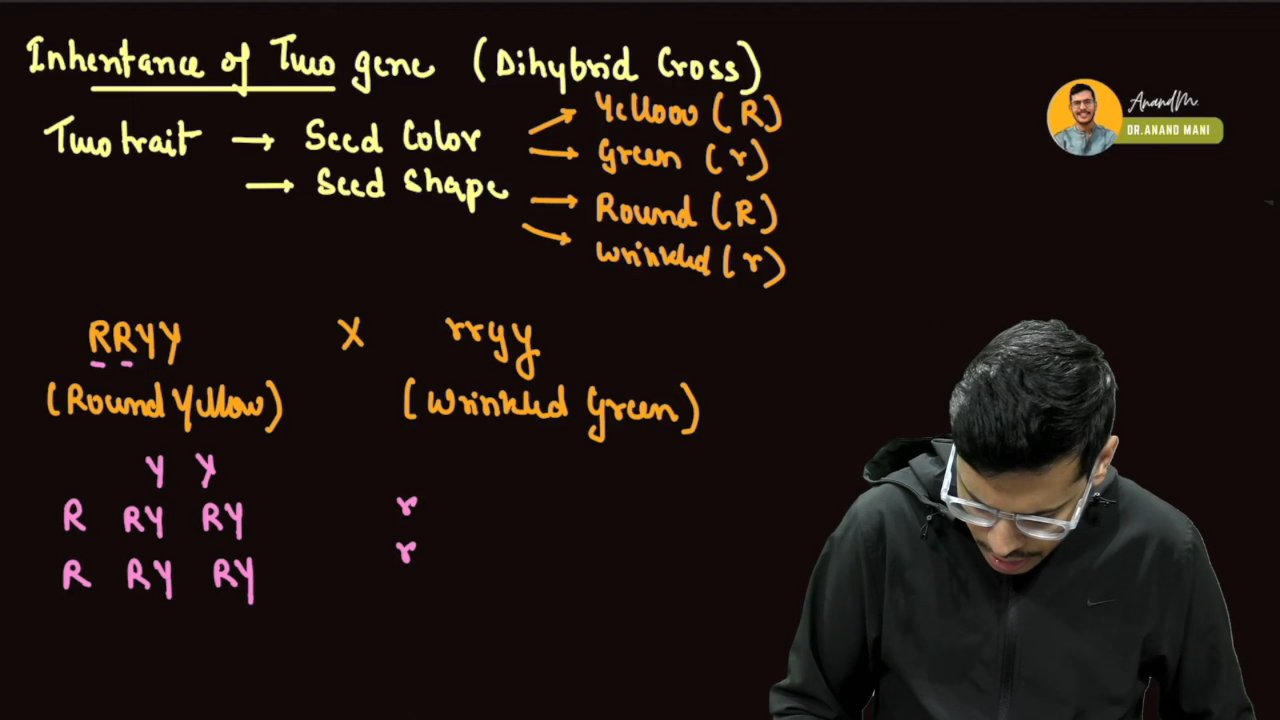 Inheritance of Two gene (Dihybrid Cross)
Two trait → Seed Color
→ Seed Shape
Yellow (R)
Green (r)
Round (R)
Wrinkled (r)
AnandM.
DR.ANAND MANI
RRYY X rryy
(Round Yellow) (Wrinkled Green)
Y Y
R RY RY r
R RY RY r